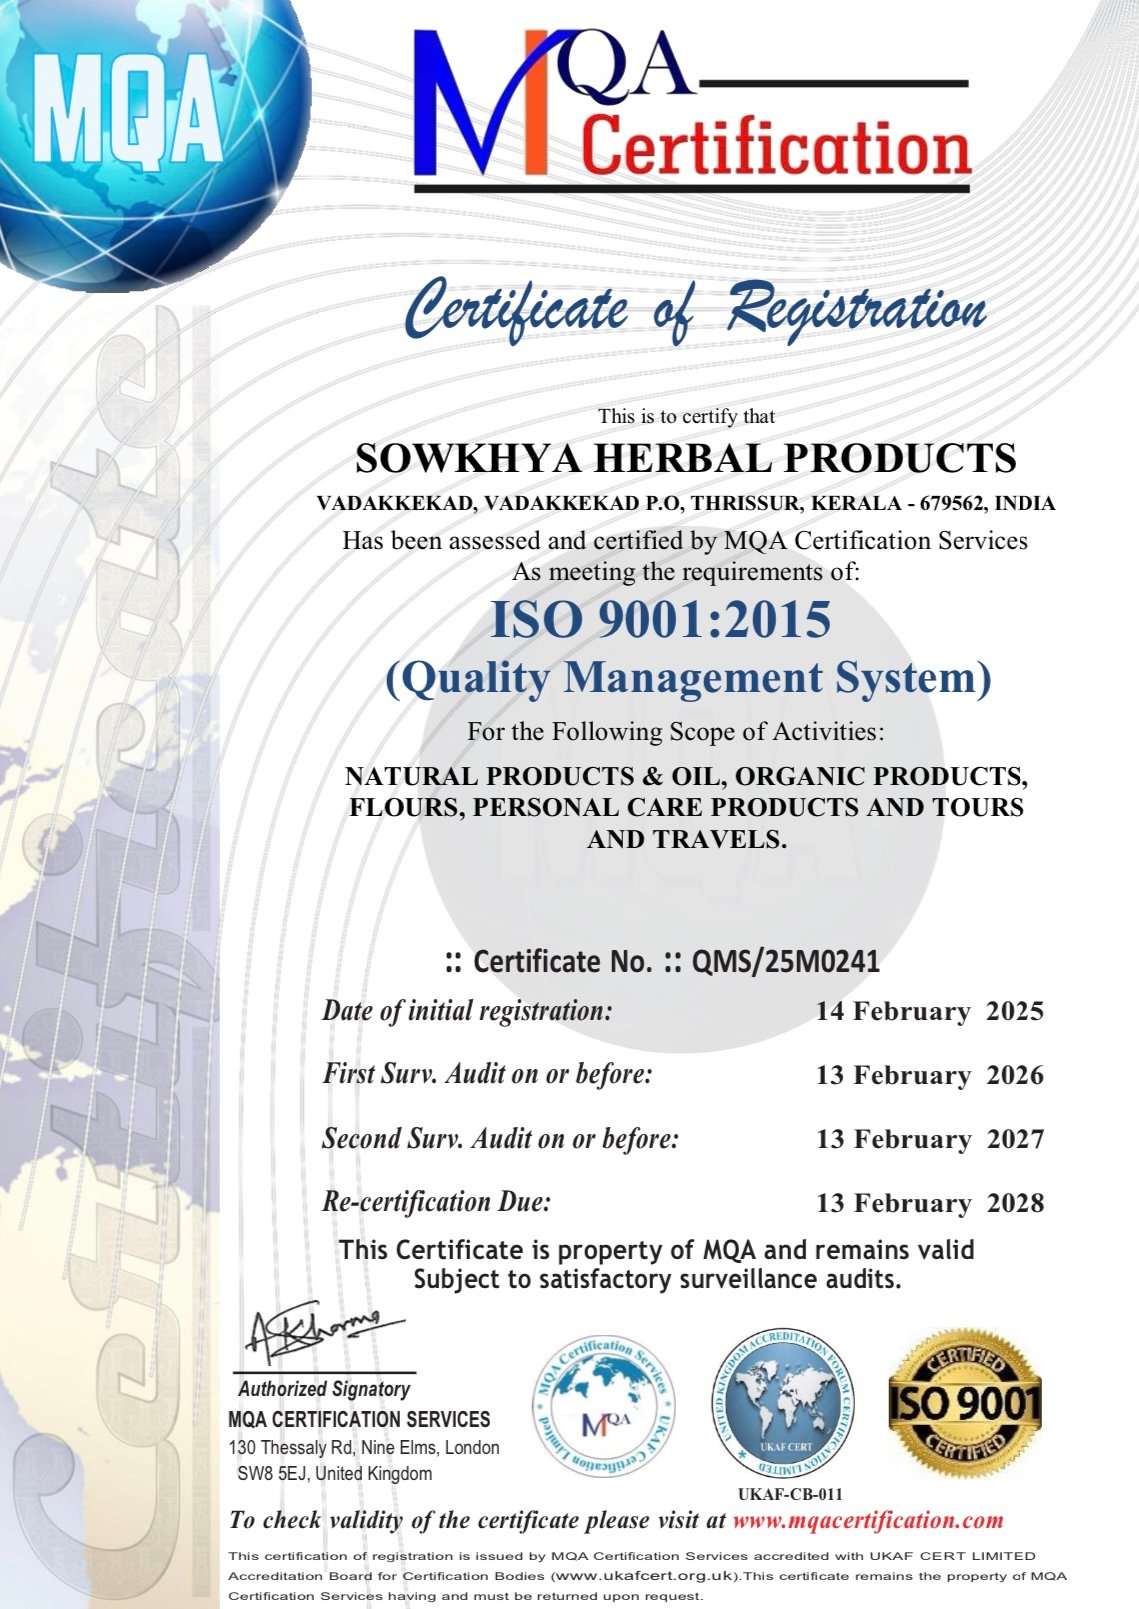 MQA
MQA
Certification
Certificate of Registration
This is to certify that
SOWKHYA HERBAL PRODUCTS
VADAKKEKAD, VADAKKEKAD P.O, THRISSUR, KERALA - 679562, INDIA
Has been assessed and certified by MQA Certification Services
As meeting the requirements of:
ISO 9001:2015
(Quality Management System)
For the Following Scope of Activities:
NATURAL PRODUCTS & OIL, ORGANIC PRODUCTS,
FLOURS, PERSONAL CARE PRODUCTS AND TOURS
AND TRAVELS.
:: Certificate No. :: QMS/25M0241
Date of initial registration: 14 February 2025
First Surv. Audit on or before: 13 February 2026
Second Surv. Audit on or before: 13 February 2027
Re-certification Due: 13 February 2028
This Certificate is property of MQA and remains valid
Subject to satisfactory surveillance audits.
Authorized Signatory
MQA CERTIFICATION SERVICES
130 Thessaly Rd, Nine Elms, London
SW8 5EJ, United Kingdom
MQA Certification Services * UKAF Certification Limited *
MQA
UNITED KINGDOM ACCREDITATION FORUM CERTIFICATION LIMITED *
UKAF CERT
UKAF-CB-011
CERTIFIED
ISO 9001
CERTIFIED
To check validity of the certificate please visit at www.mqacertification.com
This certification of registration is issued by MQA Certification Services accredited with UKAF CERT LIMITED
Accreditation Board for Certification Bodies (www.ukafcert.org.uk).This certificate remains the property of MQA
Certification Services having and must be returned upon request.
Certificate